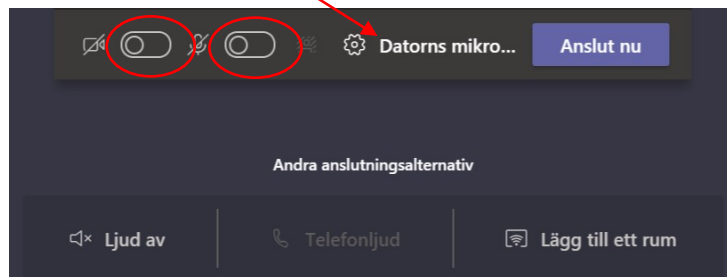 Datorns mikro... Anslut nu
Andra anslutningsalternativ
Ljud av Telefonljud Lägg till ett rum